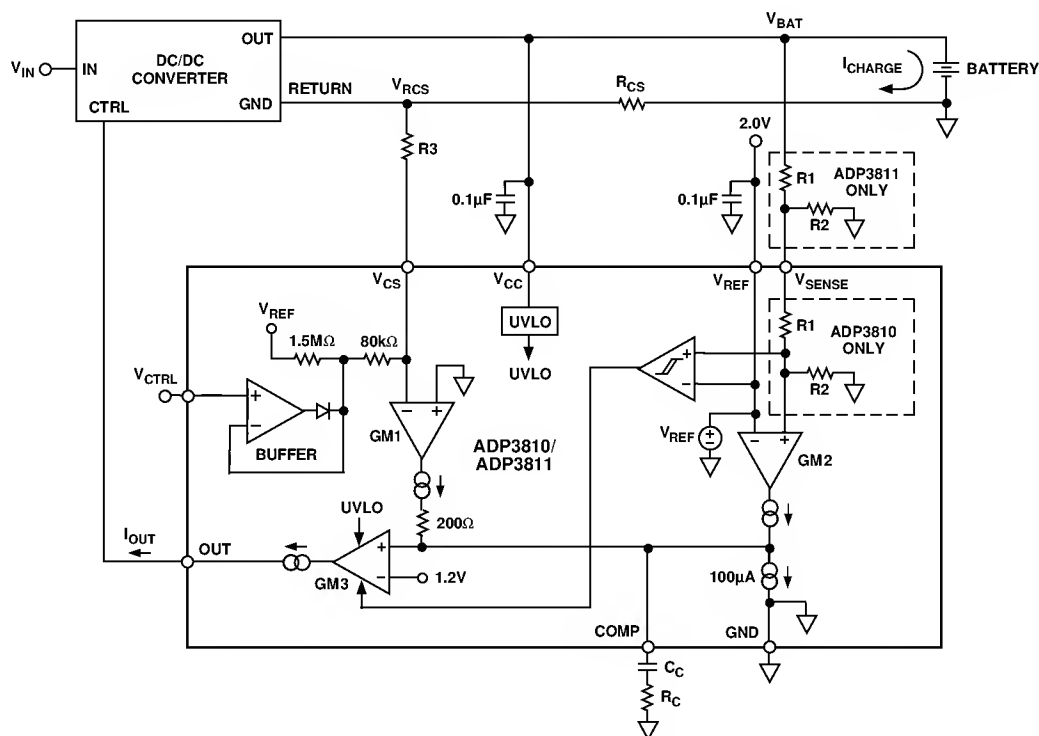 V_BAT
OUT
DC/DC
CONVERTER
V_IN
IN
CTRL
GND
RETURN
V_RCS
R_CS
I_CHARGE
BATTERY
R3
2.0V
0.1μF
0.1μF
R1
R2
ADP3811
ONLY
V_CS
V_CC
V_REF
V_SENSE
V_REF
1.5MΩ
80kΩ
UVLO
UVLO
R1
R2
ADP3810
ONLY
V_CTRL
+
−
BUFFER
−
+
GM1
ADP3810/
ADP3811
+
−
V_REF
+
−
−
+
GM2
200Ω
UVLO
I_OUT
OUT
GM3
+
−
1.2V
100μA
COMP
GND
C_C
R_C